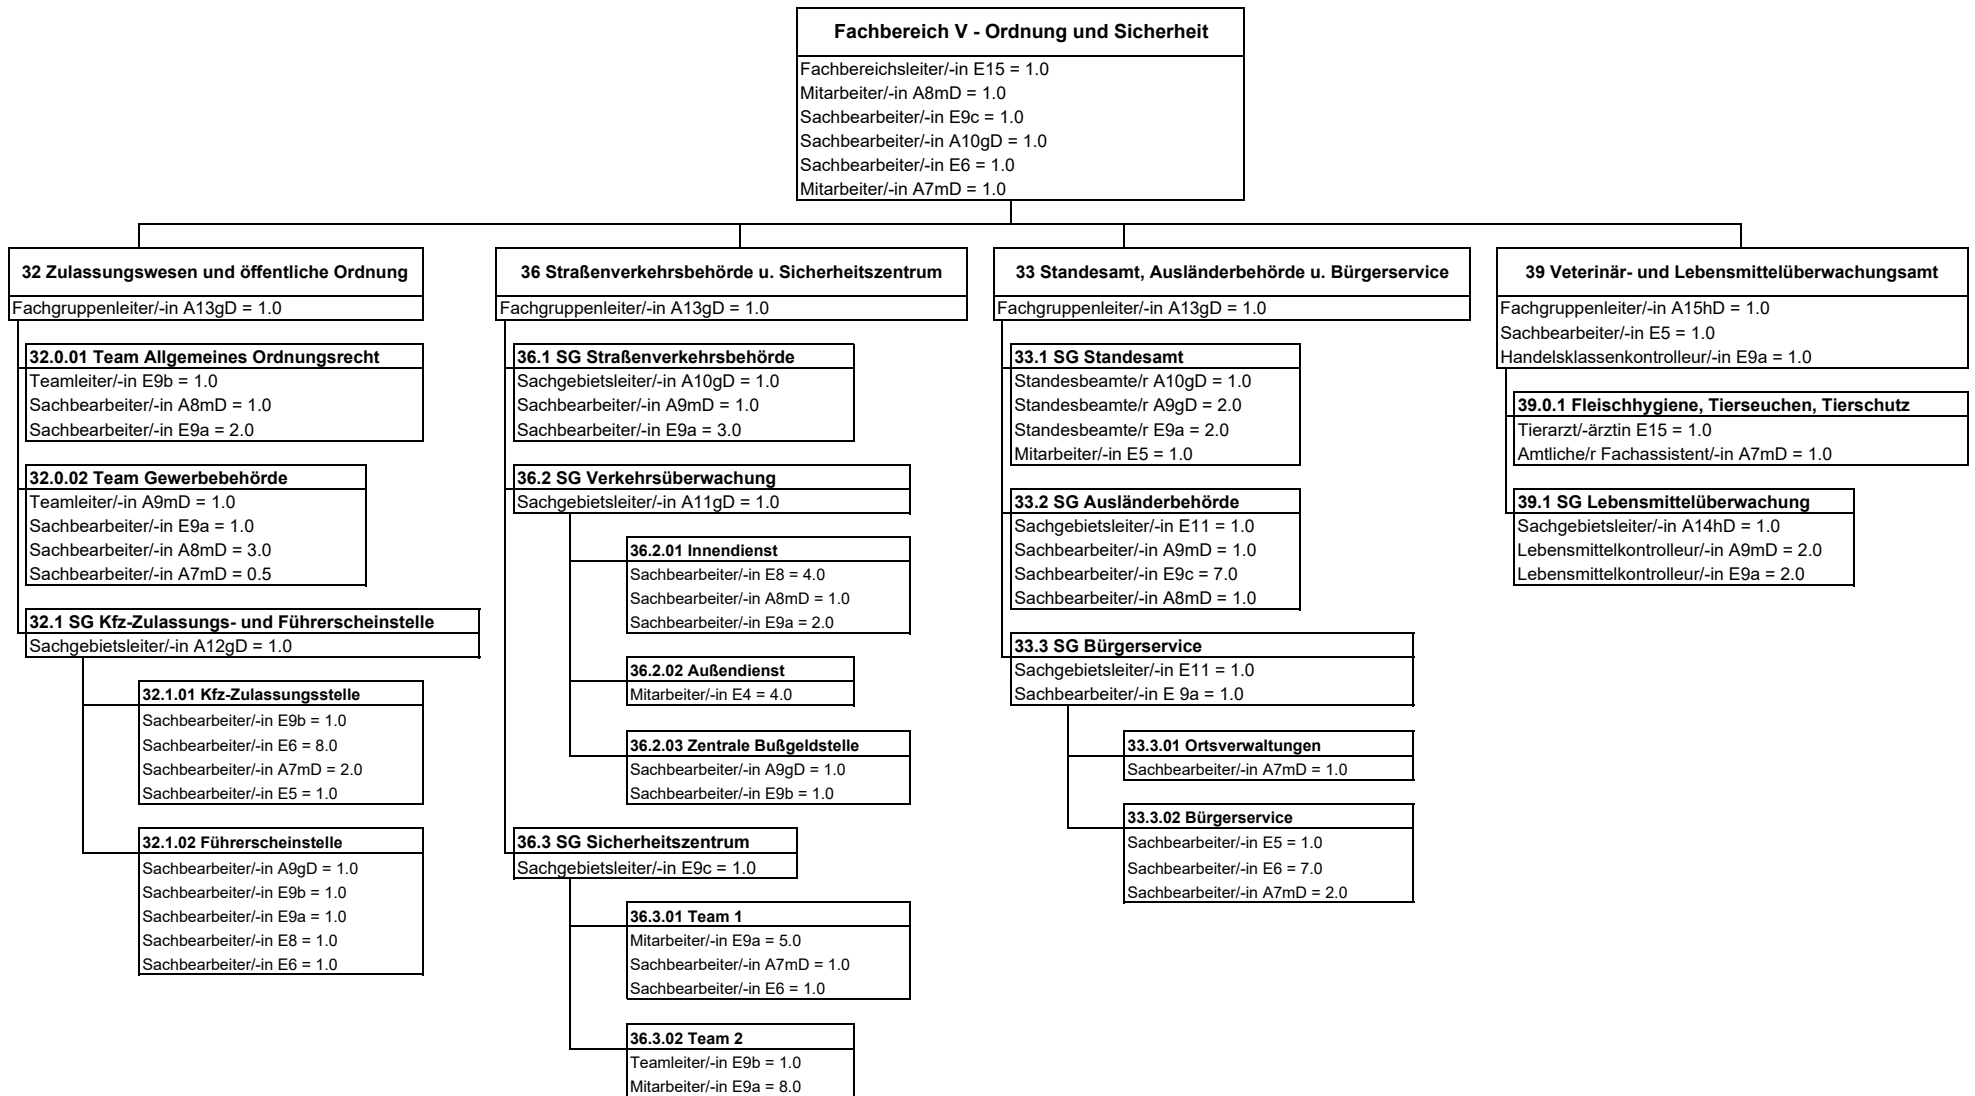 Fachbereich V - Ordnung und Sicherheit
Fachbereichsleiter/-in E15 = 1.0
Mitarbeiter/-in A8mD = 1.0
Sachbearbeiter/-in E9c = 1.0
Sachbearbeiter/-in A10gD = 1.0
Sachbearbeiter/-in E6 = 1.0
Mitarbeiter/-in A7mD = 1.0
32 Zulassungswesen und öffentliche Ordnung
Fachgruppenleiter/-in A13gD = 1.0
32.0.01 Team Allgemeines Ordnungsrecht
Teamleiter/-in E9b = 1.0
Sachbearbeiter/-in A8mD = 1.0
Sachbearbeiter/-in E9a = 2.0
32.0.02 Team Gewerbebehörde
Teamleiter/-in A9mD = 1.0
Sachbearbeiter/-in E9a = 1.0
Sachbearbeiter/-in A8mD = 3.0
Sachbearbeiter/-in A7mD = 0.5
32.1 SG Kfz-Zulassungs- und Führerscheinstelle
Sachgebietsleiter/-in A12gD = 1.0
32.1.01 Kfz-Zulassungsstelle
Sachbearbeiter/-in E9b = 1.0
Sachbearbeiter/-in E6 = 8.0
Sachbearbeiter/-in A7mD = 2.0
Sachbearbeiter/-in E5 = 1.0
32.1.02 Führerscheinstelle
Sachbearbeiter/-in A9gD = 1.0
Sachbearbeiter/-in E9b = 1.0
Sachbearbeiter/-in E9a = 1.0
Sachbearbeiter/-in E8 = 1.0
Sachbearbeiter/-in E6 = 1.0
36 Straßenverkehrsbehörde u. Sicherheitszentrum
Fachgruppenleiter/-in A13gD = 1.0
36.1 SG Straßenverkehrsbehörde
Sachgebietsleiter/-in A10gD = 1.0
Sachbearbeiter/-in A9mD = 1.0
Sachbearbeiter/-in E9a = 3.0
36.2 SG Verkehrsüberwachung
Sachgebietsleiter/-in A11gD = 1.0
36.2.01 Innendienst
Sachbearbeiter/-in E8 = 4.0
Sachbearbeiter/-in A8mD = 1.0
Sachbearbeiter/-in E9a = 2.0
36.2.02 Außendienst
Mitarbeiter/-in E4 = 4.0
36.2.03 Zentrale Bußgeldstelle
Sachbearbeiter/-in A9gD = 1.0
Sachbearbeiter/-in E9b = 1.0
36.3 SG Sicherheitszentrum
Sachgebietsleiter/-in E9c = 1.0
36.3.01 Team 1
Mitarbeiter/-in E9a = 5.0
Sachbearbeiter/-in A7mD = 1.0
Sachbearbeiter/-in E6 = 1.0
36.3.02 Team 2
Teamleiter/-in E9b = 1.0
Mitarbeiter/-in E9a = 8.0
33 Standesamt, Ausländerbehörde u. Bürgerservice
Fachgruppenleiter/-in A13gD = 1.0
33.1 SG Standesamt
Standesbeamte/r A10gD = 1.0
Standesbeamte/r A9gD = 2.0
Standesbeamte/r E9a = 2.0
Mitarbeiter/-in E5 = 1.0
33.2 SG Ausländerbehörde
Sachgebietsleiter/-in E11 = 1.0
Sachbearbeiter/-in A9mD = 1.0
Sachbearbeiter/-in E9c = 7.0
Sachbearbeiter/-in A8mD = 1.0
33.3 SG Bürgerservice
Sachgebietsleiter/-in E11 = 1.0
Sachbearbeiter/-in E 9a = 1.0
33.3.01 Ortsverwaltungen
Sachbearbeiter/-in A7mD = 1.0
33.3.02 Bürgerservice
Sachbearbeiter/-in E5 = 1.0
Sachbearbeiter/-in E6 = 7.0
Sachbearbeiter/-in A7mD = 2.0
39 Veterinär- und Lebensmittelüberwachungsamt
Fachgruppenleiter/-in A15hD = 1.0
Sachbearbeiter/-in E5 = 1.0
Handelsklassenkontrolleur/-in E9a = 1.0
39.0.1 Fleischhygiene, Tierseuchen, Tierschutz
Tierarzt/-ärztin E15 = 1.0
Amtliche/r Fachassistent/-in A7mD = 1.0
39.1 SG Lebensmittelüberwachung
Sachgebietsleiter/-in A14hD = 1.0
Lebensmittelkontrolleur/-in A9mD = 2.0
Lebensmittelkontrolleur/-in E9a = 2.0